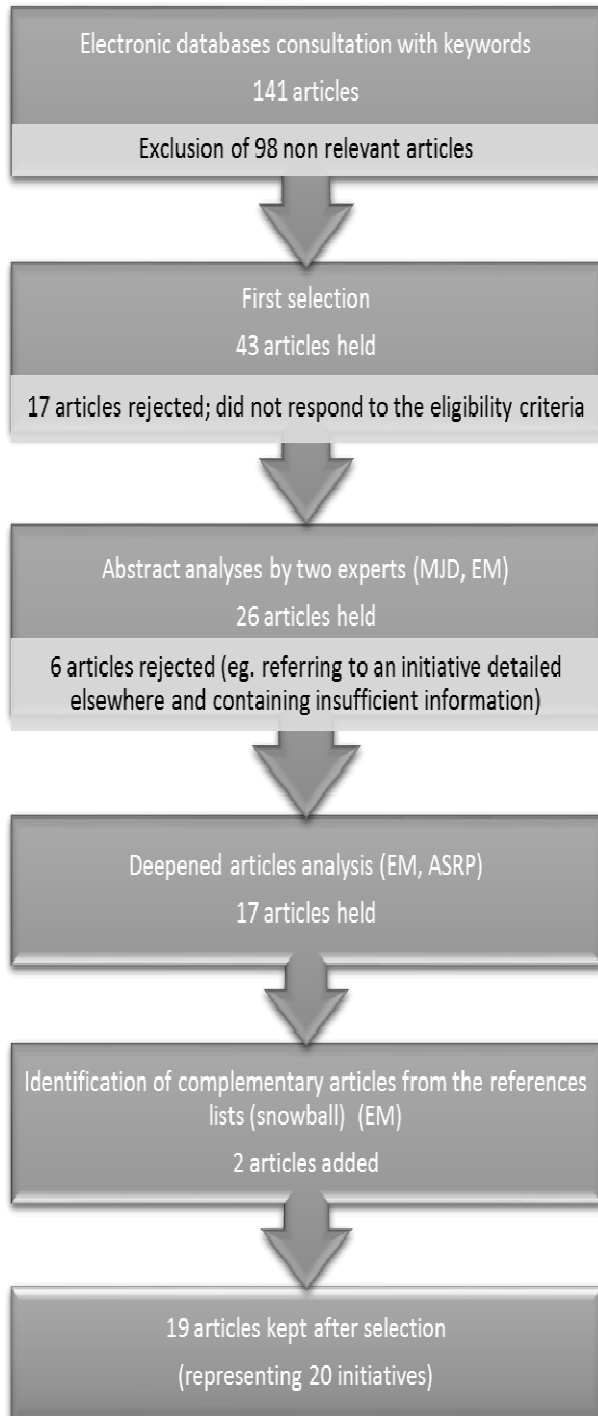 Electronic databases consultation with keywords
141 articles
Exclusion of 98 non relevant articles
First selection
43 articles held
17 articles rejected; did not respond to the eligibility criteria
Abstract analyses by two experts (MJD, EM)
26 articles held
6 articles rejected (eg. referring to an initiative detailed
elsewhere and containing insufficient information)
Deepened articles analysis (EM, ASRP)
17 articles held
Identification of complementary articles from the references
lists (snowball) (EM)
2 articles added
19 articles kept after selection
(representing 20 initiatives)